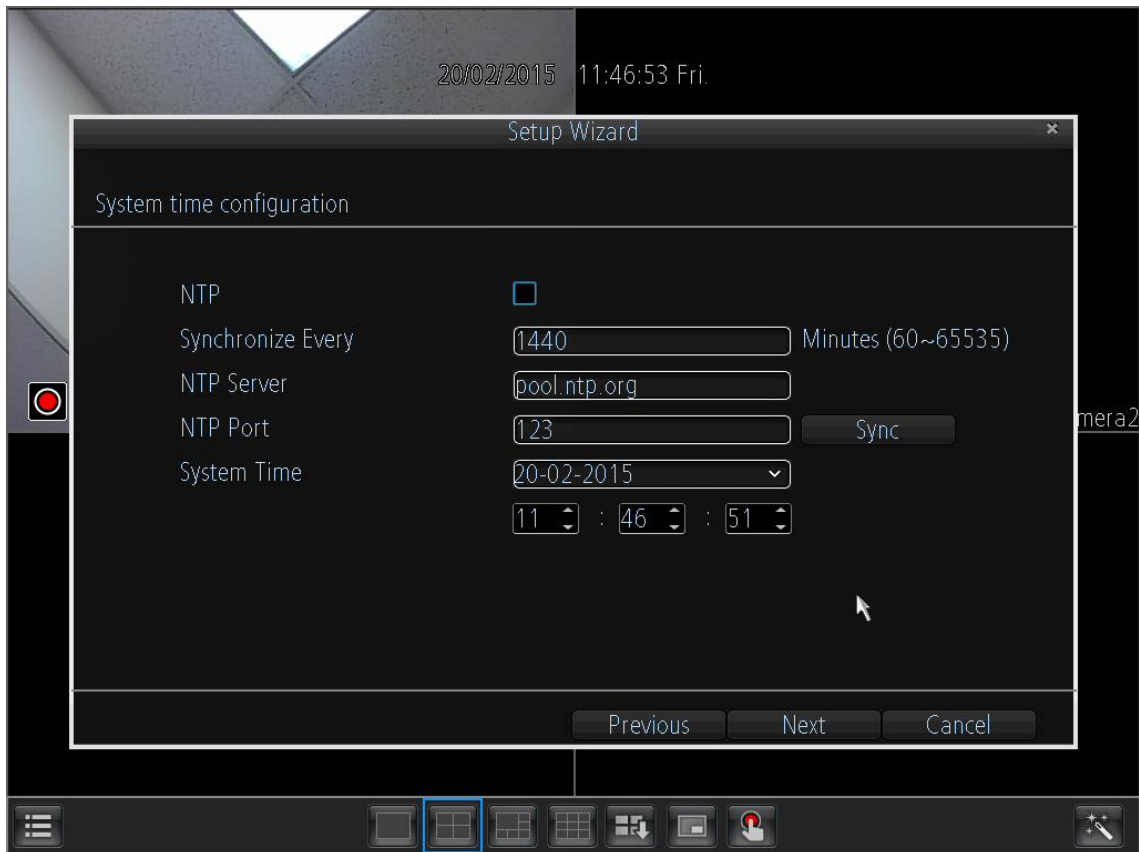 20/02/2015 11:46:53 Fri.
Setup Wizard
System time configuration
NTP
Synchronize Every 1440 Minutes (60~65535)
NTP Server pool.ntp.org
NTP Port 123 Sync
mera2
System Time 20-02-2015
11 : 46 : 51
Previous Next Cancel